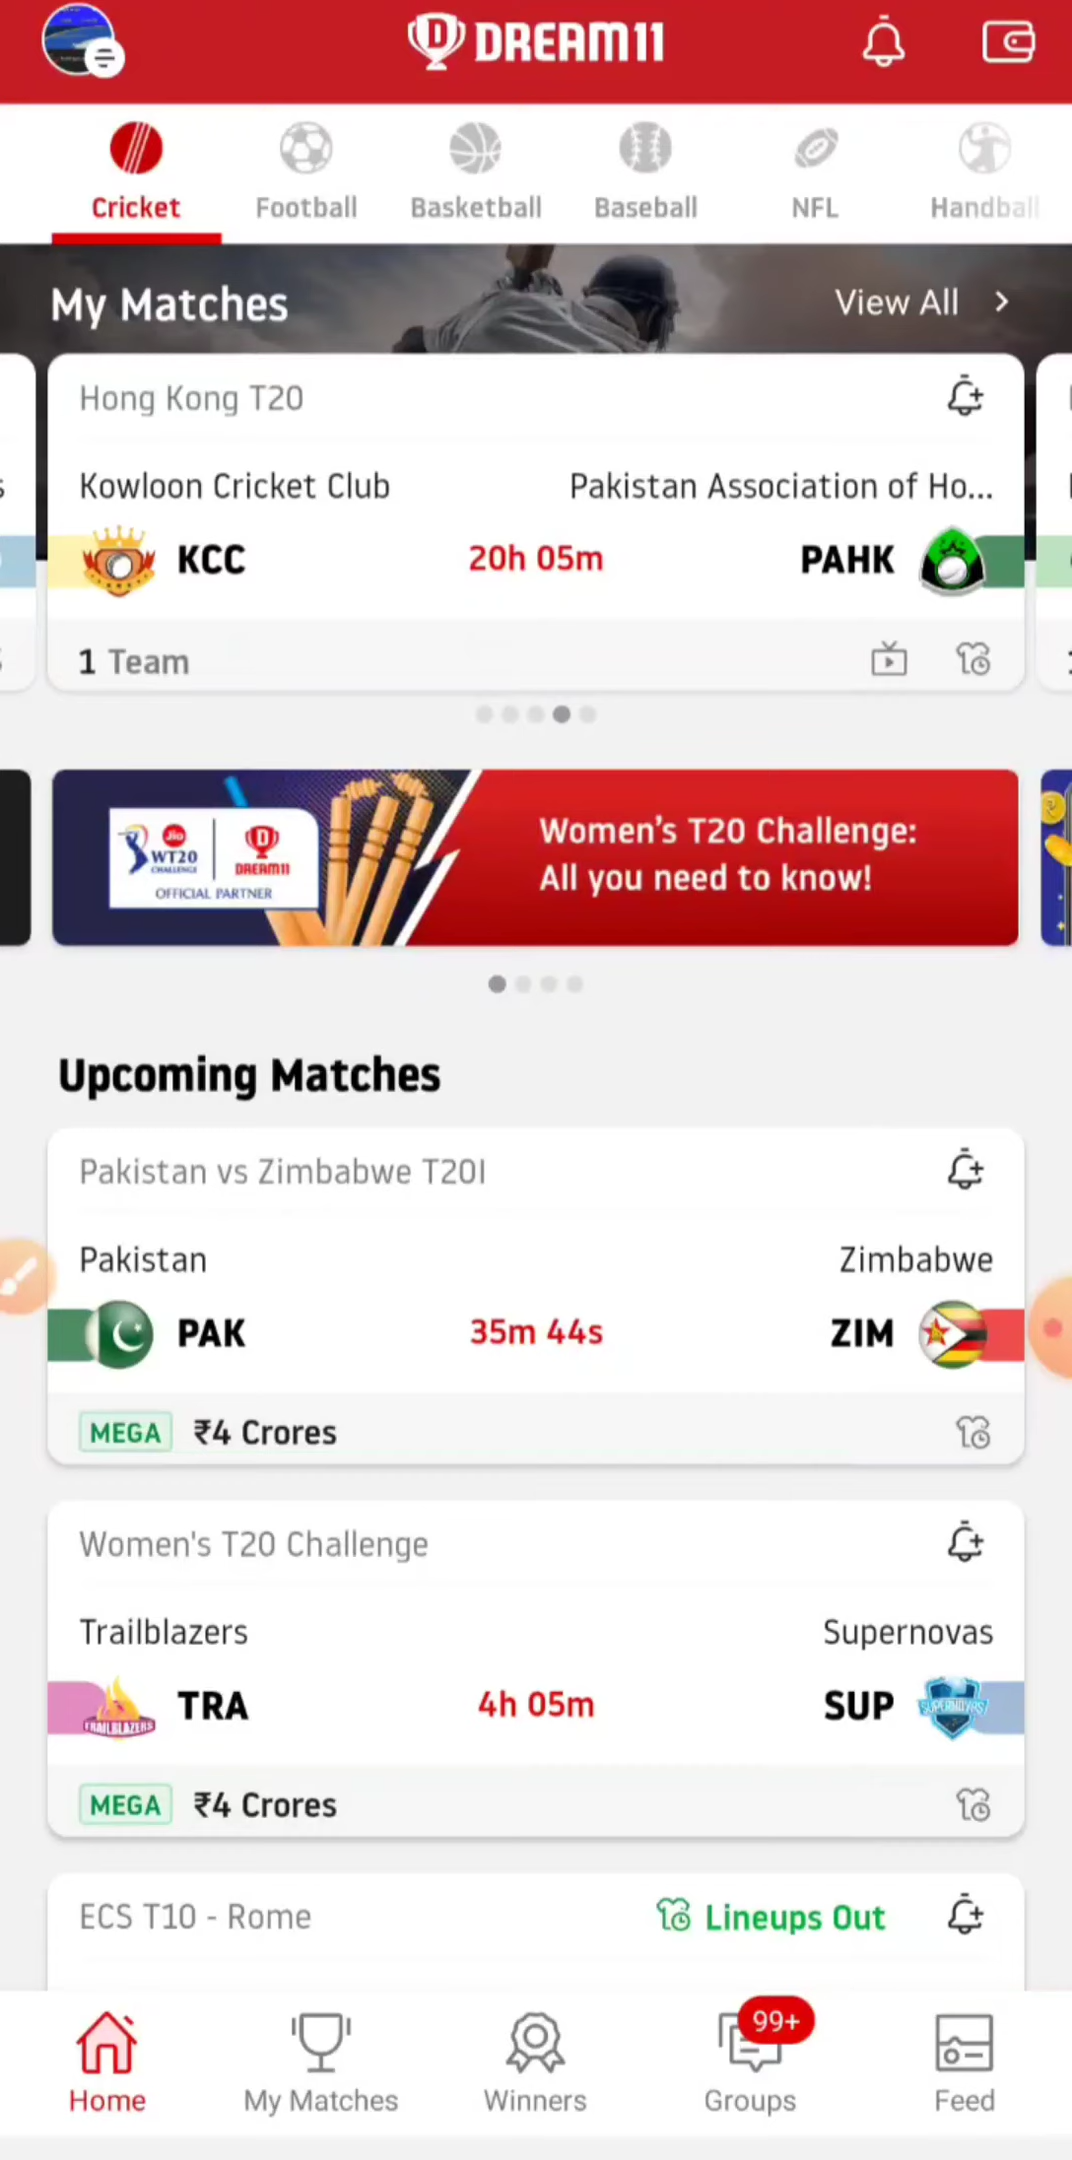 DREAM11
Cricket
Football
Basketball
Baseball
NFL
Handball
My Matches
View All
Hong Kong T20
Kowloon Cricket Club
Pakistan Association of Ho...
KCC
20h 05m
PAHK
1 Team
Jio
WT20
CHALLENGE
DREAM11
OFFICIAL PARTNER
Women's T20 Challenge:
All you need to know!
Upcoming Matches
Pakistan vs Zimbabwe T20I
Pakistan
Zimbabwe
PAK
35m 44s
ZIM
MEGA ₹4 Crores
Women's T20 Challenge
Trailblazers
Supernovas
TRAILBLAZERS
TRA
4h 05m
SUP
SUPERNOVAS
MEGA ₹4 Crores
ECS T10 - Rome
Lineups Out
99+
Home
My Matches
Winners
Groups
Feed